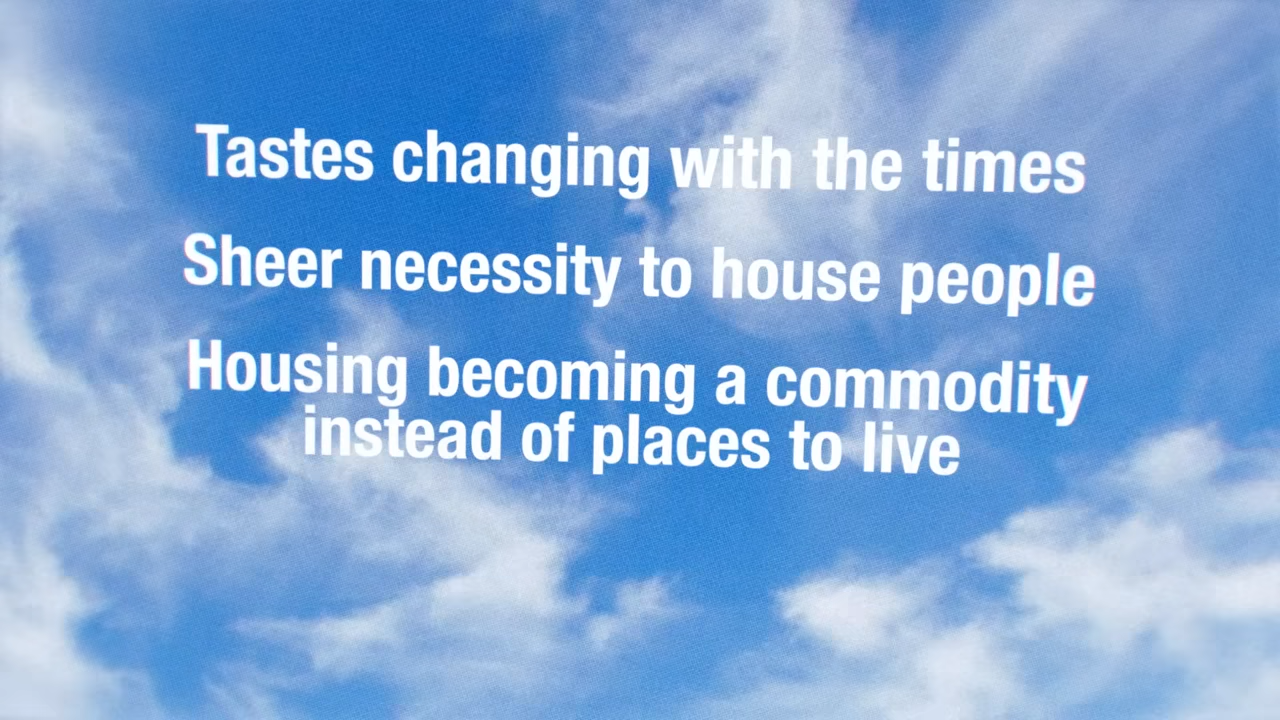 Tastes changing with the times
Sheer necessity to house people
Housing becoming a commodity
instead of places to live